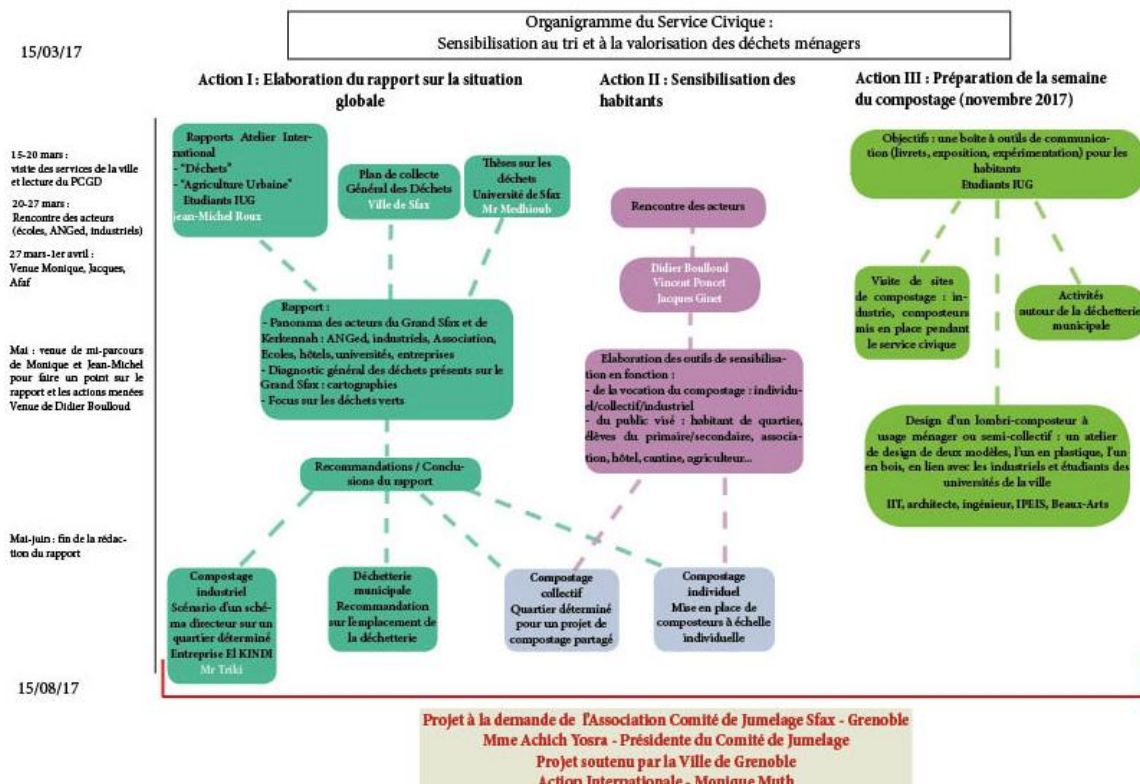 15/03/17
Organigramme du Service Civique :
Sensibilisation au tri et à la valorisation des déchets ménagers
Action I : Elaboration du rapport sur la situation
globale
Action II : Sensibilisation des
habitants
Action III : Préparation de la semaine
du compostage (novembre 2017)
15-20 mars :
visite des services de la ville
et lecture du PCGD
20-27 mars :
Rencontre des acteurs
(écoles, ANGed, industriels)
27 mars-1er avril :
Venue Monique, Jacques,
Afaf
Mai : venue de mi-parcours
de Monique et Jean-Michel
pour faire un point sur le
rapport et les actions menées
Venue de Didier Boulloud
Mai-juin : fin de la rédac-
tion du rapport
15/08/17
Rapports Atelier Inter-
national
- "Déchets"
- "Agriculture Urbaine"
Etudiants IUG
Jean-Michel Roux
Plan de collecte
Général des Déchets
Ville de Sfax
Thèses sur les
déchets
Université de Sfax
Mr Medhioub
Rapport :
- Panorama des acteurs du Grand Sfax et de
Kerkennah : ANGed, industriels, Association,
Ecoles, hôtels, universités, entreprises
- Diagnostic général des déchets présents sur le
Grand Sfax : cartographies
- Focus sur les déchets verts
Recommandations / Conclu-
sions du rapport
Compostage
industriel
Scénario d'un sché-
ma directeur sur un
quartier déterminé
Entreprise El KINDI
Mr Triki
Déchetterie
municipale
Recommandation
sur l'emplacement de
la déchetterie
Compostage
collectif
Quartier déterminé
pour un projet de
compostage partagé
Compostage
individuel
Mise en place de
composteurs à échelle
individuelle
Rencontre des acteurs
Didier Boulloud
Vincent Poncet
Jacques Ginet
Elaboration des outils de sensibilisa-
tion en fonction :
- de la vocation du compostage : individu-
el/collectif/industriel
- du public visé : habitant de quartier,
élèves du primaire/secondaire, associa-
tion, hôtel, cantine, agriculteur...
Objectifs : une boîte à outils de communica-
tion (livrets, exposition, expérimentation) pour les
habitants
Etudiants IUG
Visite de sites
de compostage : in-
dustrie, composteurs
mis en place pendant
le service civique
Activités
autour de la déchetterie
municipale
Design d'un lombri-composteur à
usage ménager ou semi-collectif : un atelier
de design de deux modèles, l'un en plastique, l'un
en bois, en lien avec les industriels et étudiants des
universités de la ville
IIT, architecte, ingénieur, IPEIS, Beaux-Arts
Projet à la demande de l'Association Comité de Jumelage Sfax - Grenoble
Mme Achich Yosra - Présidente du Comité de Jumelage
Projet soutenu par la Ville de Grenoble
Action Internationale - Monique Muth